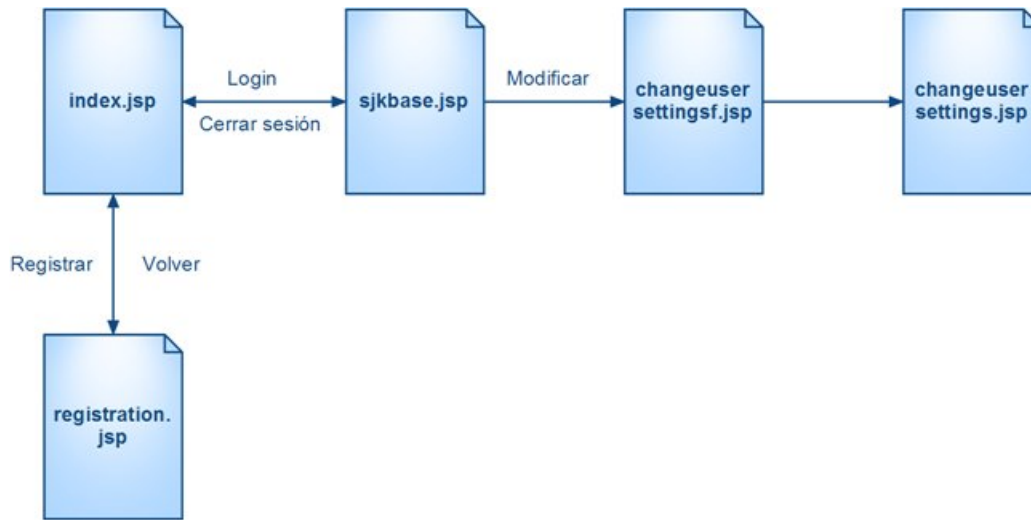 index.jsp
Login
Cerrar sesión
sjkbase.jsp
Modificar
changeuser
settingsf.jsp
changeuser
settings.jsp
Registrar
Volver
registration.
jsp